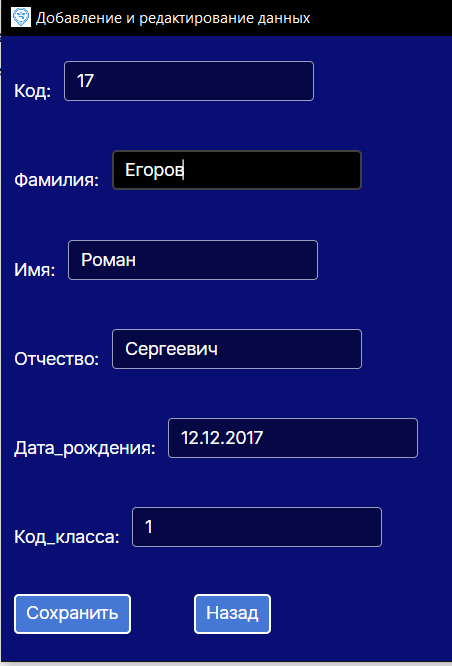 Добавление и редактирование данных
Код: 17
Фамилия: Егоров
Имя: Роман
Отчество: Сергеевич
Дата_рождения: 12.12.2017
Код_класса: 1
Сохранить Назад